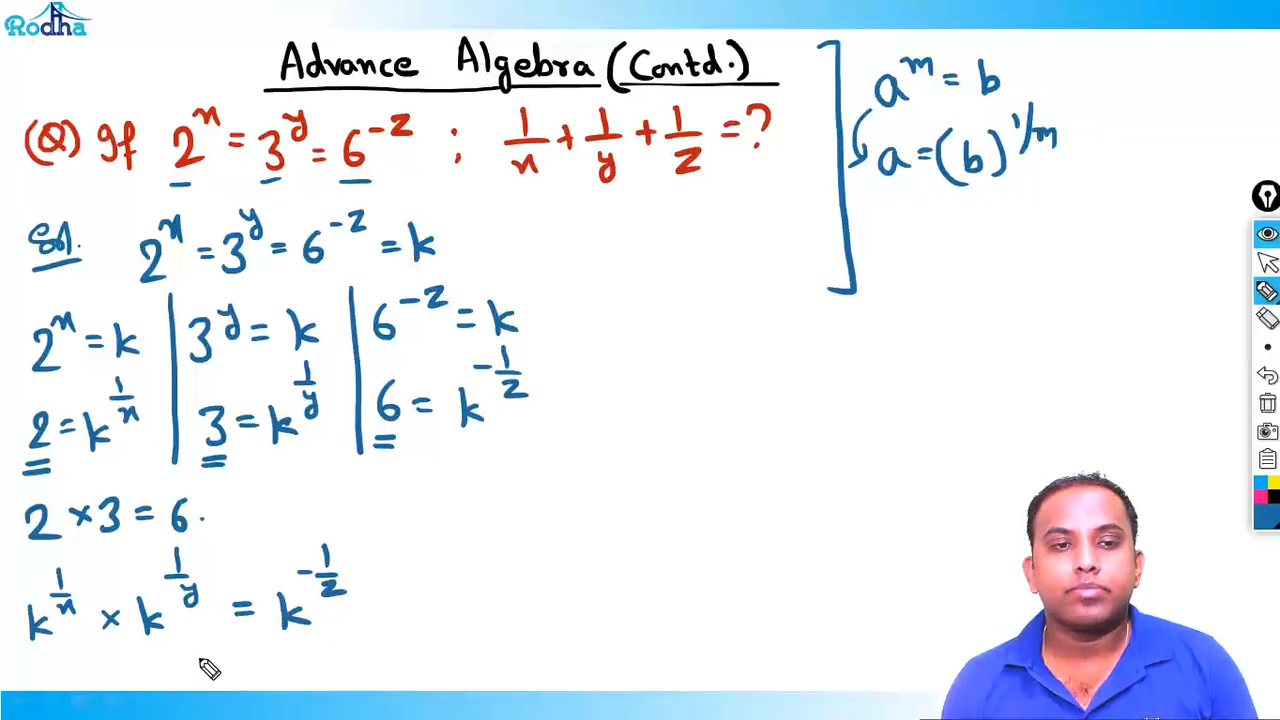 Rodha
Advance Algebra (Contd.)
(Q) If 2^x = 3^y = 6^-z ; 1/x + 1/y + 1/z = ?
a^m = b
a = (b)^1/m
Sol. 2^x = 3^y = 6^-z = k
2^x = k | 3^y = k | 6^-z = k
2 = k^1/x | 3 = k^1/y | 6 = k^-1/z
2 × 3 = 6.
k^1/x × k^1/y = k^-1/z